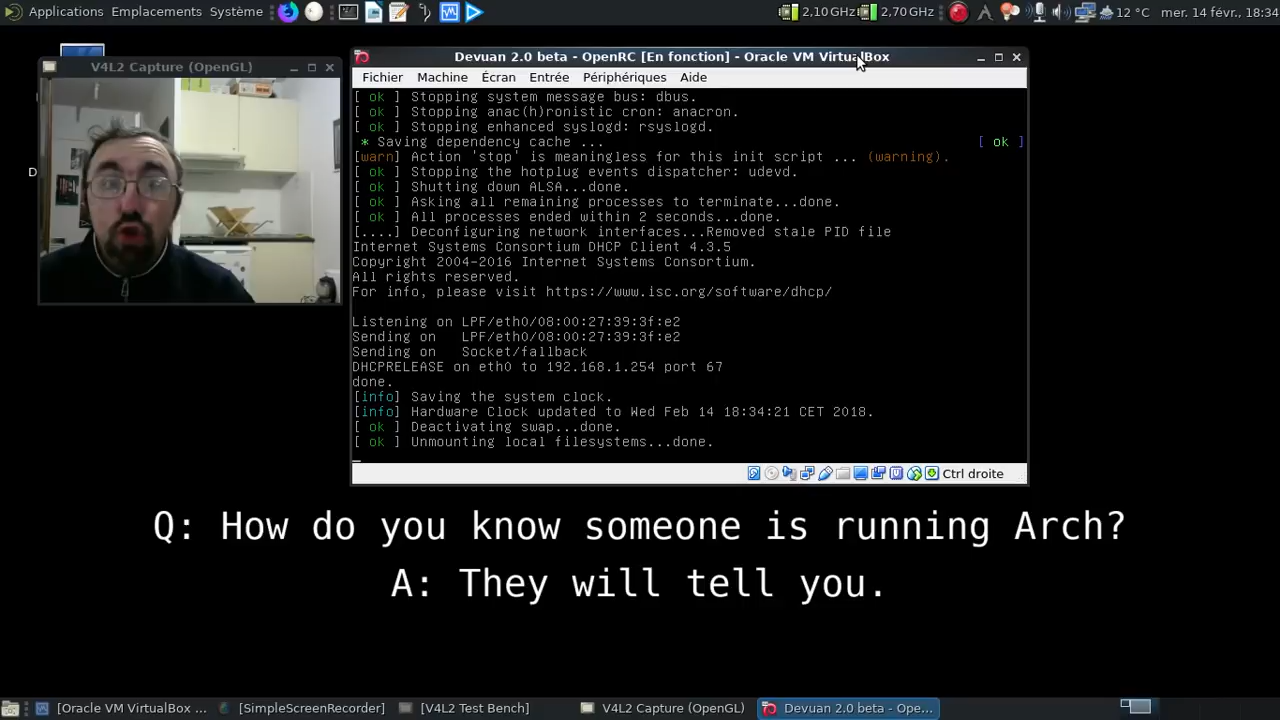 Applications Emplacements Système
2,10 GHz 2,70 GHz 12 °C mer. 14 févr., 18:34
V4L2 Capture (OpenGL)
Devuan 2.0 beta - OpenRC [En fonction] - Oracle VM VirtualBox
Fichier Machine Écran Entrée Périphériques Aide
[ ok ] Stopping system message bus: dbus.
[ ok ] Stopping anac(h)ronistic cron: anacron.
[ ok ] Stopping enhanced syslogd: rsyslogd.
* Saving dependency cache ... [ ok ]
[warn] Action 'stop' is meaningless for this init script ... (warning).
[ ok ] Stopping the hotplug events dispatcher: udevd.
[ ok ] Shutting down ALSA...done.
[ ok ] Asking all remaining processes to terminate...done.
[ ok ] All processes ended within 2 seconds...done.
[....] Deconfiguring network interfaces...Removed stale PID file
Internet Systems Consortium DHCP Client 4.3.5
Copyright 2004-2016 Internet Systems Consortium.
All rights reserved.
For info, please visit https://www.isc.org/software/dhcp/
Listening on LPF/eth0/08:00:27:39:3f:e2
Sending on LPF/eth0/08:00:27:39:3f:e2
Sending on Socket/fallback
DHCPRELEASE on eth0 to 192.168.1.254 port 67
done.
[info] Saving the system clock.
[info] Hardware Clock updated to Wed Feb 14 18:34:21 CET 2018.
[ ok ] Deactivating swap...done.
[ ok ] Unmounting local filesystems...done.
Ctrl droite
D
Q: How do you know someone is running Arch?
A: They will tell you.
[Oracle VM VirtualBox ... [SimpleScreenRecorder] [V4L2 Test Bench] V4L2 Capture (OpenGL) Devuan 2.0 beta - Ope...